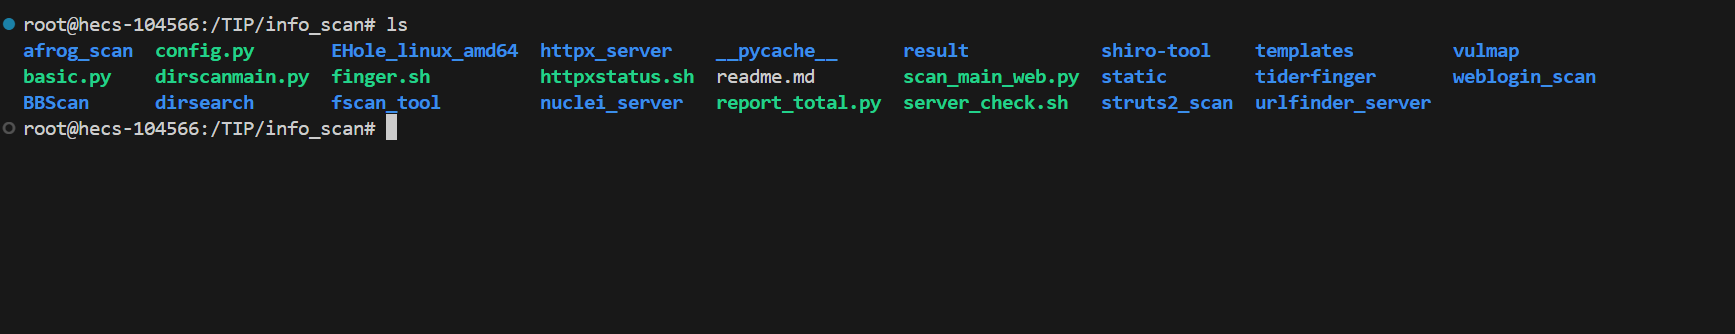 root@hecs-104566:/TIP/info_scan# ls
afrog_scan config.py EHole_linux_amd64 httpx_server __pycache__ result shiro-tool templates vulmap
basic.py dirscanmain.py finger.sh httpxstatus.sh readme.md scan_main_web.py static tiderfinger weblogin_scan
BBScan dirsearch fscan_tool nuclei_server report_total.py server_check.sh struts2_scan urlfinder_server
root@hecs-104566:/TIP/info_scan#